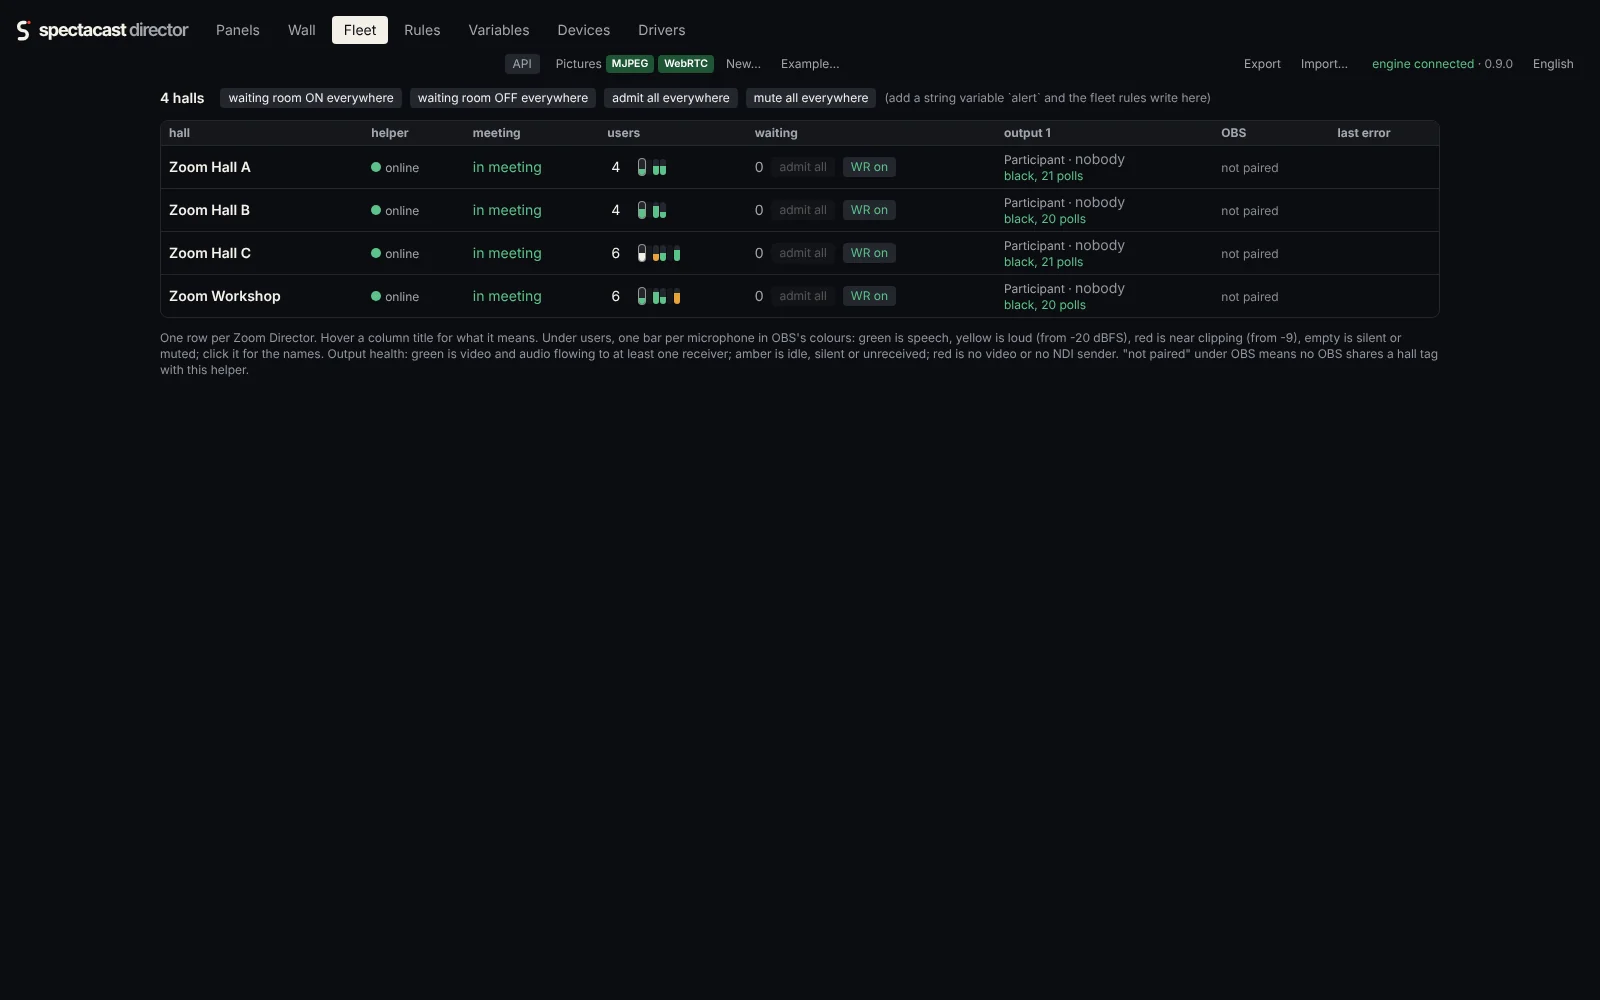 spectacast director Panels Wall Fleet Rules Variables Devices Drivers
API Pictures MJPEG WebRTC New... Example... Export Import... engine connected · 0.9.0 English
4 halls waiting room ON everywhere waiting room OFF everywhere admit all everywhere mute all everywhere (add a string variable `alert` and the fleet rules write here)
hall helper meeting users waiting output 1 OBS last error
Zoom Hall A online in meeting 4 0 admit all WR on Participant · nobody not paired
black, 21 polls
Zoom Hall B online in meeting 4 0 admit all WR on Participant · nobody not paired
black, 20 polls
Zoom Hall C online in meeting 6 0 admit all WR on Participant · nobody not paired
black, 21 polls
Zoom Workshop online in meeting 6 0 admit all WR on Participant · nobody not paired
black, 20 polls
One row per Zoom Director. Hover a column title for what it means. Under users, one bar per microphone in OBS's colours: green is speech, yellow is loud (from -20 dBFS), red is near clipping (from -9), empty is silent or
muted; click it for the names. Output health: green is video and audio flowing to at least one receiver; amber is idle, silent or unreceived; red is no video or no NDI sender. "not paired" under OBS means no OBS shares a hall tag
with this helper.